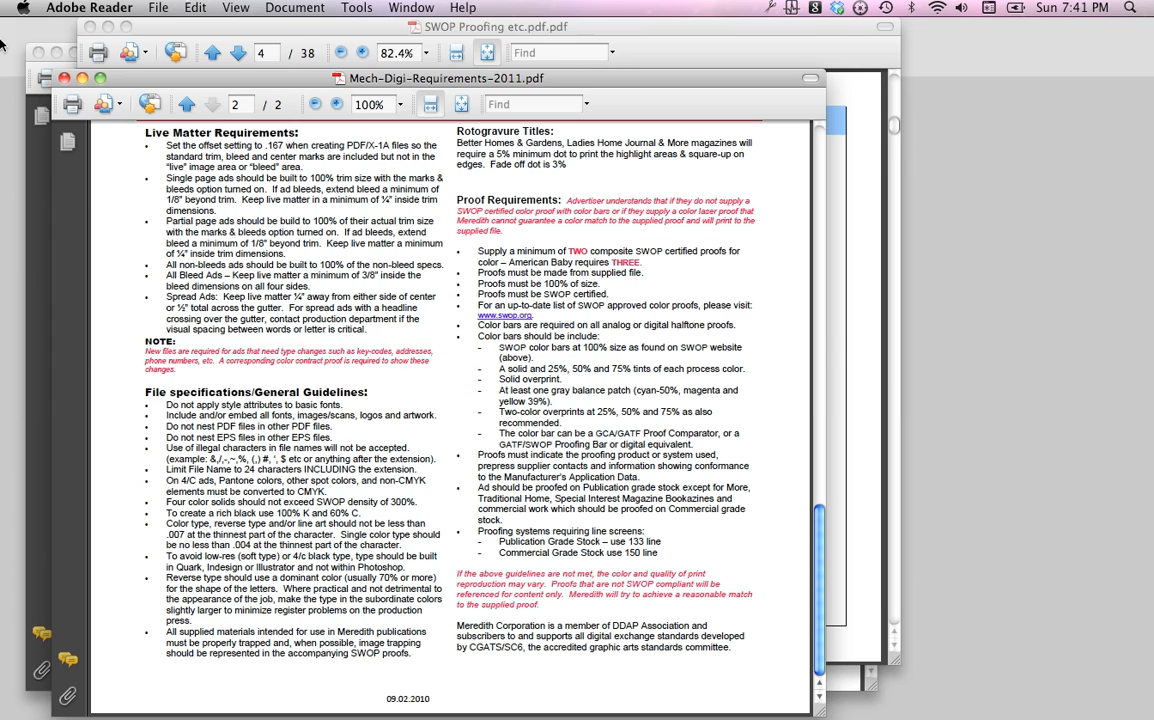 Adobe Reader File Edit View Document Tools Window Help
Sun 7:41 PM
SWOP Proofing etc.pdf.pdf
4 / 38 82.4% Find
Mech-Digi-Requirements-2011.pdf
2 / 2 100% Find
Live Matter Requirements:
• Set the offset setting to .167 when creating PDF/X-1A files so the
standard trim, bleed and center marks are included but not in the
“live” image area or “bleed” area.
• Single page ads should be built to 100% trim size with the marks &
bleeds option turned on. If ad bleeds, extend bleed a minimum of
1/8” beyond trim. Keep live matter in a minimum of ¼” inside trim
dimensions.
• Partial page ads should be build to 100% of their actual trim size
with the marks & bleeds option turned on. If ad bleeds, extend
bleed a minimum of 1/8” beyond trim. Keep live matter a minimum
of ¼” inside trim dimensions.
• All non-bleeds ads should be built to 100% of the non-bleed specs.
• All Bleed Ads – Keep live matter a minimum of 3/8” inside the
bleed dimensions on all four sides.
• Spread Ads: Keep live matter ¼” away from either side of center
or ½” total across the gutter. For spread ads with a headline
crossing over the gutter, contact production department if the
visual spacing between words or letter is critical.
NOTE:
New files are required for ads that need type changes such as key-codes, addresses,
phone numbers, etc. A corresponding color contract proof is required to show these
changes.
File specifications/General Guidelines:
• Do not apply style attributes to basic fonts.
• Include and/or embed all fonts, images/scans, logos and artwork.
• Do not nest PDF files in other PDF files.
• Do not nest EPS files in other EPS files.
• Use of illegal characters in file names will not be accepted.
(example: &,/,-,~,%, (,) #, ‘, $ etc or anything after the extension).
• Limit File Name to 24 characters INCLUDING the extension.
• On 4/C ads, Pantone colors, other spot colors, and non-CMYK
elements must be converted to CMYK.
• Four color solids should not exceed SWOP density of 300%.
• To create a rich black use 100% K and 60% C.
• Color type, reverse type and/or line art should not be less than
.007 at the thinnest part of the character. Single color type should
be no less than .004 at the thinnest part of the character.
• To avoid low-res (soft type) or 4/c black type, type should be built
in Quark, Indesign or Illustrator and not within Photoshop.
• Reverse type should use a dominant color (usually 70% or more)
for the shape of the letters. Where practical and not detrimental to
the appearance of the job, make the type in the subordinate colors
slightly larger to minimize register problems on the production
press.
• All supplied materials intended for use in Meredith publications
must be properly trapped and, when possible, image trapping
should be represented in the accompanying SWOP proofs.
Rotogravure Titles:
Better Homes & Gardens, Ladies Home Journal & More magazines will
require a 5% minimum dot to print the highlight areas & square-up on
edges. Fade off dot is 3%
Proof Requirements: Advertiser understands that if they do not supply a
SWOP certified color proof with color bars or if they supply a color laser proof that
Meredith cannot guarantee a color match to the supplied proof and will print to the
supplied file.
• Supply a minimum of TWO composite SWOP certified proofs for
color – American Baby requires THREE.
• Proofs must be made from supplied file.
• Proofs must be 100% of size.
• Proofs must be SWOP certified.
• For an up-to-date list of SWOP approved color proofs, please visit:
www.swop.org.
• Color bars are required on all analog or digital halftone proofs.
• Color bars should be include:
- SWOP color bars at 100% size as found on SWOP website
(above).
- A solid and 25%, 50% and 75% tints of each process color.
- Solid overprint.
- At least one gray balance patch (cyan-50%, magenta and
yellow 39%).
- Two-color overprints at 25%, 50% and 75% as also
recommended.
- The color bar can be a GCA/GATF Proof Comparator, or a
GATF/SWOP Proofing Bar or digital equivalent.
• Proofs must indicate the proofing product or system used,
prepress supplier contacts and information showing conformance
to the Manufacturer's Application Data.
• Ad should be proofed on Publication grade stock except for More,
Traditional Home, Special Interest Magazine Bookazines and
commercial work which should be proofed on Commercial grade
stock.
• Proofing systems requiring line screens:
- Publication Grade Stock – use 133 line
- Commercial Grade Stock use 150 line
If the above guidelines are not met, the color and quality of print
reproduction may vary. Proofs that are not SWOP compliant will be
referenced for content only. Meredith will try to achieve a reasonable match
to the supplied proof.
Meredith Corporation is a member of DDAP Association and
subscribers to and supports all digital exchange standards developed
by CGATS/SC6, the accredited graphic arts standards committee.
09.02.2010